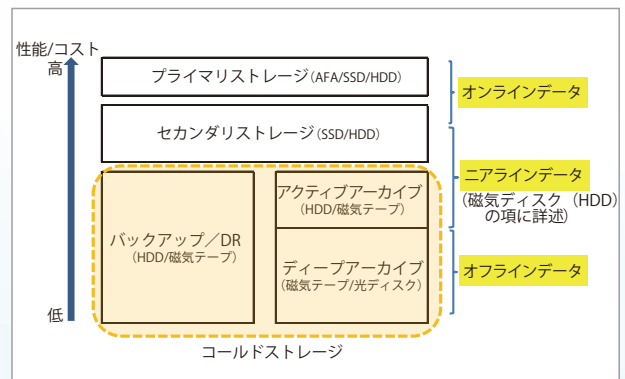 性能/コスト
高
プライマリストレージ(AFA/SSD/HDD)
オンラインデータ
セカンダリストレージ(SSD/HDD)
ニアラインデータ
(磁気ディスク（HDD）
の項に詳述)
アクティブアーカイブ
(HDD/磁気テープ)
バックアップ／DR
(HDD/磁気テープ)
ディープアーカイブ
(磁気テープ/光ディスク)
オフラインデータ
低
コールドストレージ